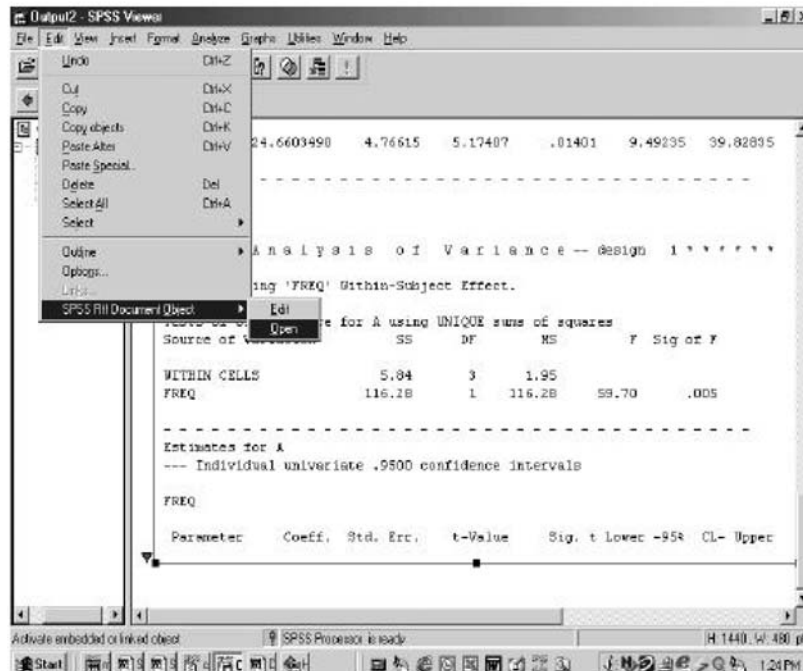 Output2 - SPSS Viewer
File Edit View Insert Format Analyze Graphs Utilities Window Help
Undo Ctrl+Z
Cut Ctrl+X
Copy Ctrl+C
Copy objects Ctrl+K
Paste After Ctrl+V
Paste Special...
Delete Del
Select All Ctrl+A
Select
Outline
Options...
Links...
SPSS Rtf Document Object
Edit
Open
24.6603490 4.76615 5.17407 .01401 9.49235 39.82835
A n a l y s i s o f V a r i a n c e -- design 1 * * * * * *
ing 'FREQ' Within-Subject Effect.
for A using UNIQUE sums of squares
Source of Variation SS DF MS F Sig of F
WITHIN CELLS 5.84 3 1.95
FREQ 116.28 1 116.28 59.70 .005
- - - - - - - - - - - - - - - - - - - - - - - - - - - - - - - - - - - -
Estimates for A
--- Individual univariate .9500 confidence intervals
FREQ
Parameter Coeff. Std. Err. t-Value Sig. t Lower -95% CL- Upper
Activate embedded or linked object SPSS Processor is ready H: 1440, W: 480 pt
Start